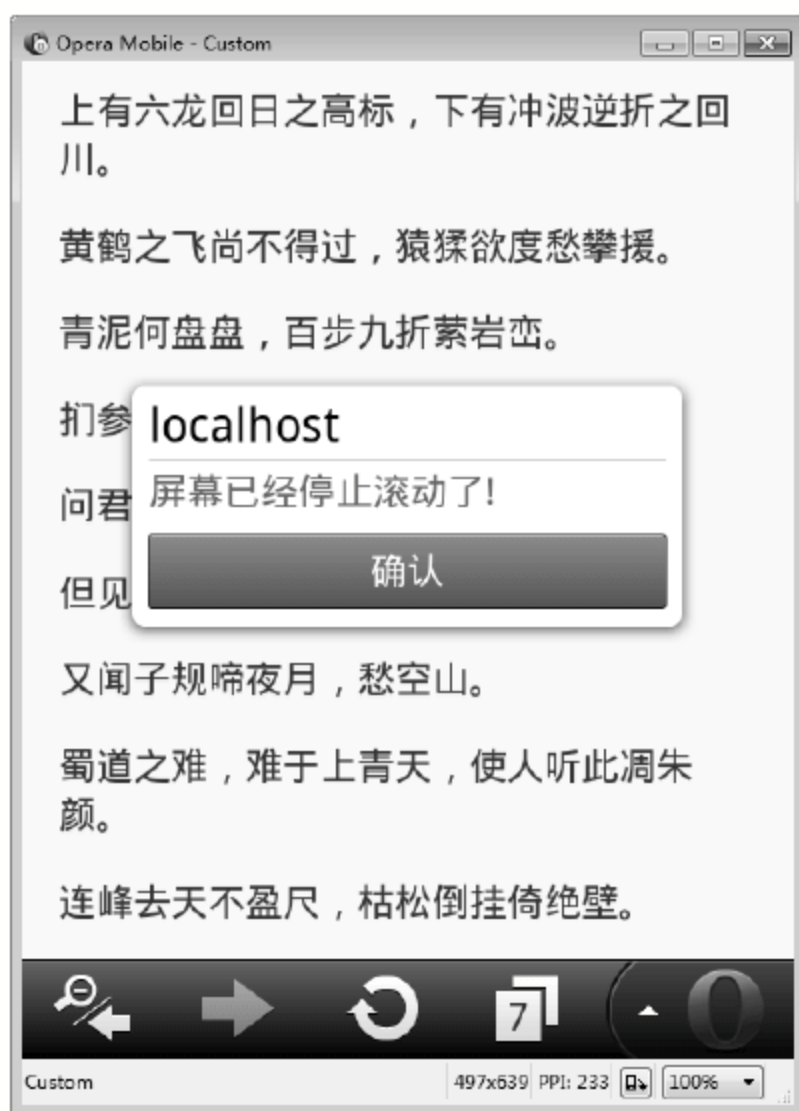 Opera Mobile - Custom
上有六龙回日之高标，下有冲波逆折之回
川。
黄鹤之飞尚不得过，猿猱欲度愁攀援。
青泥何盘盘，百步九折萦岩峦。
扪参
localhost
屏幕已经停止滚动了!
问君
确认
但见
又闻子规啼夜月，愁空山。
蜀道之难，难于上青天，使人听此凋朱
颜。
连峰去天不盈尺，枯松倒挂倚绝壁。
7
Custom
497x639 PPI: 233 100%